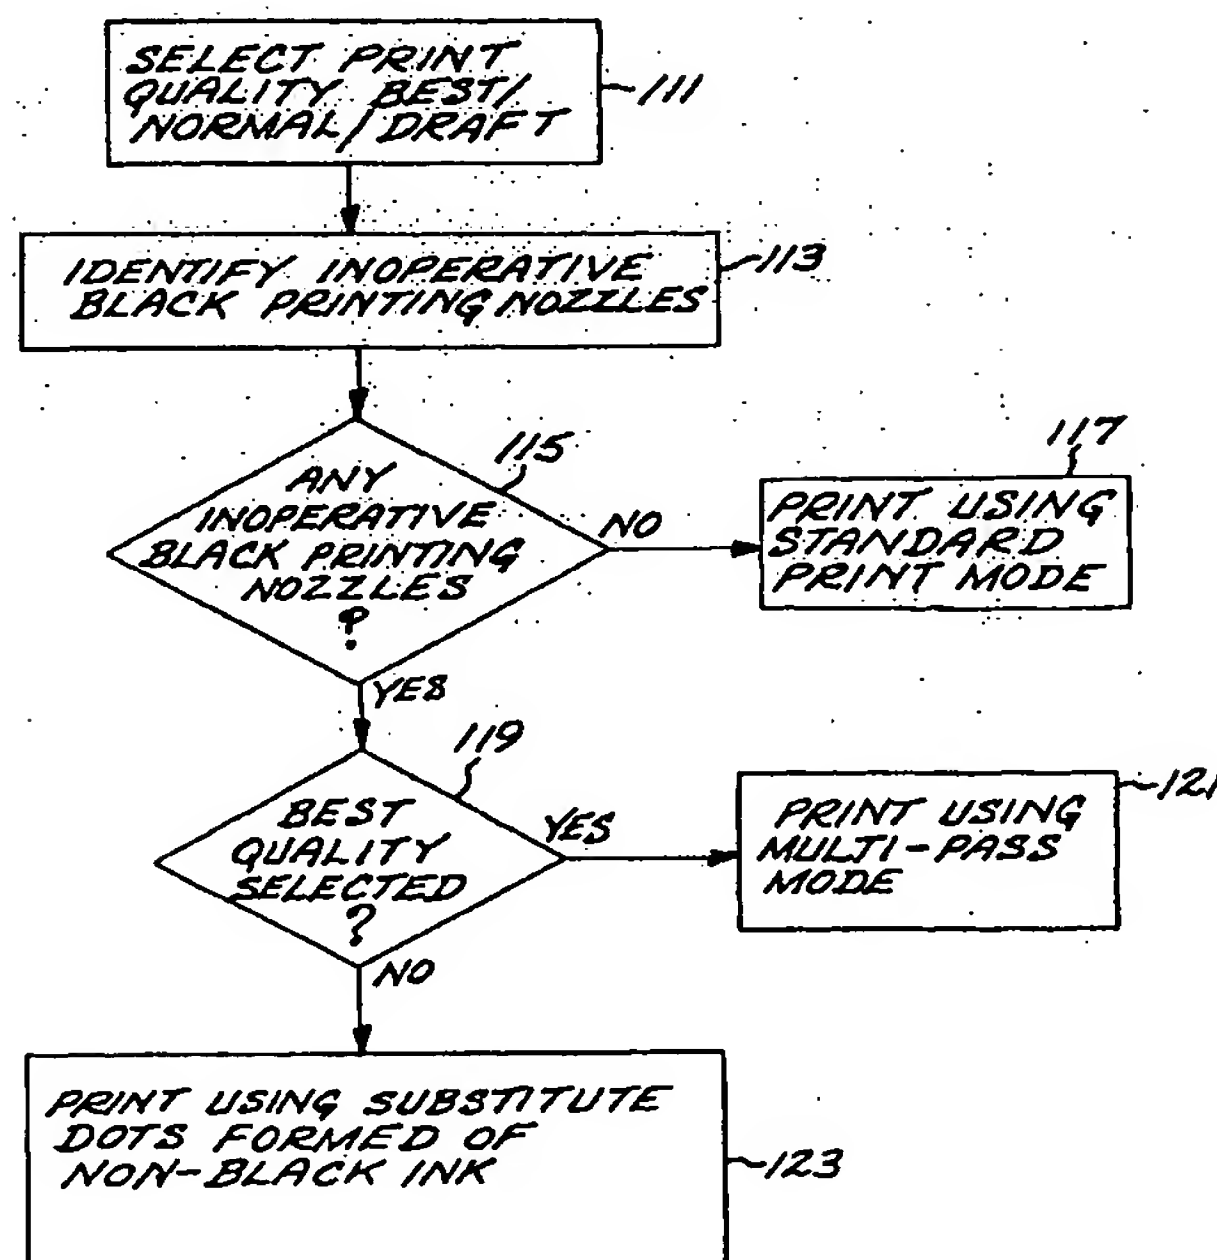 SELECT PRINT
QUALITY BEST/
NORMAL/DRAFT
111
IDENTIFY INOPERATIVE
BLACK PRINTING NOZZLES
113
115
ANY
INOPERATIVE
BLACK PRINTING
NOZZLES
?
NO
117
PRINT USING
STANDARD
PRINT MODE
YES
119
BEST
QUALITY
SELECTED
?
YES
121
PRINT USING
MULTI-PASS
MODE
NO
PRINT USING SUBSTITUTE
DOTS FORMED OF
NON-BLACK INK
123